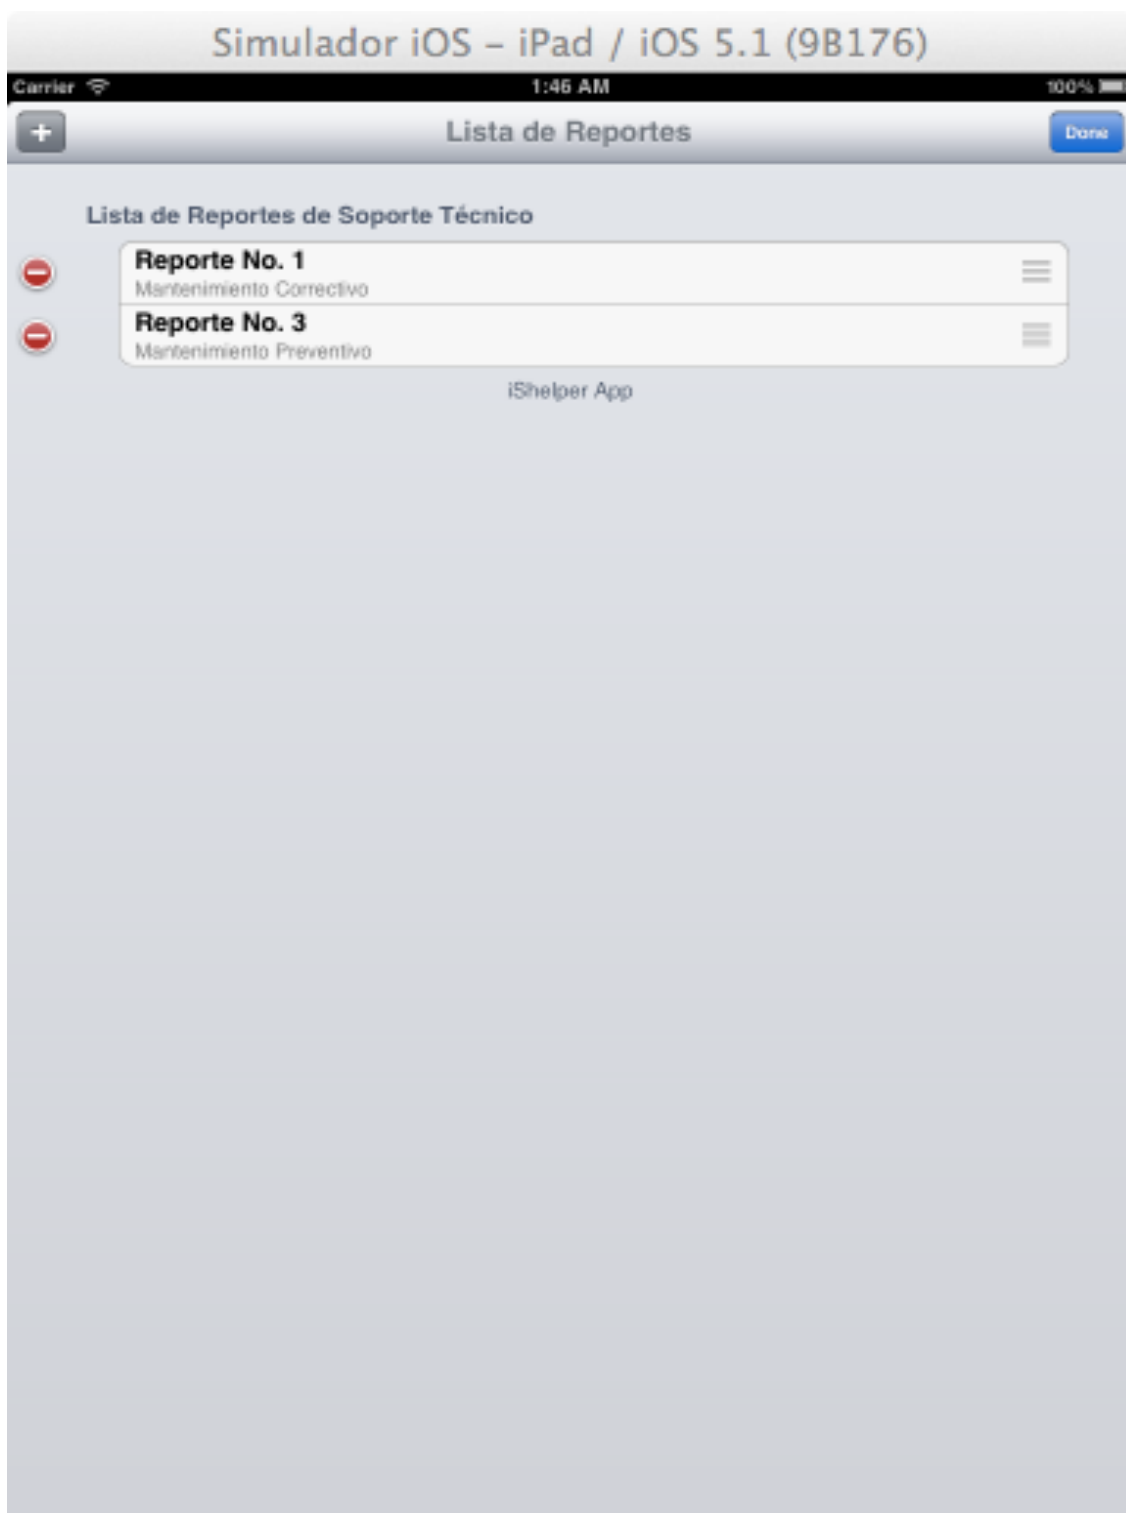 Simulador iOS – iPad / iOS 5.1 (9B176)
Carrier 1:46 AM 100%
+ Lista de Reportes Done
Lista de Reportes de Soporte Técnico
Reporte No. 1
Mantenimiento Correctivo
Reporte No. 3
Mantenimiento Preventivo
iShelper App